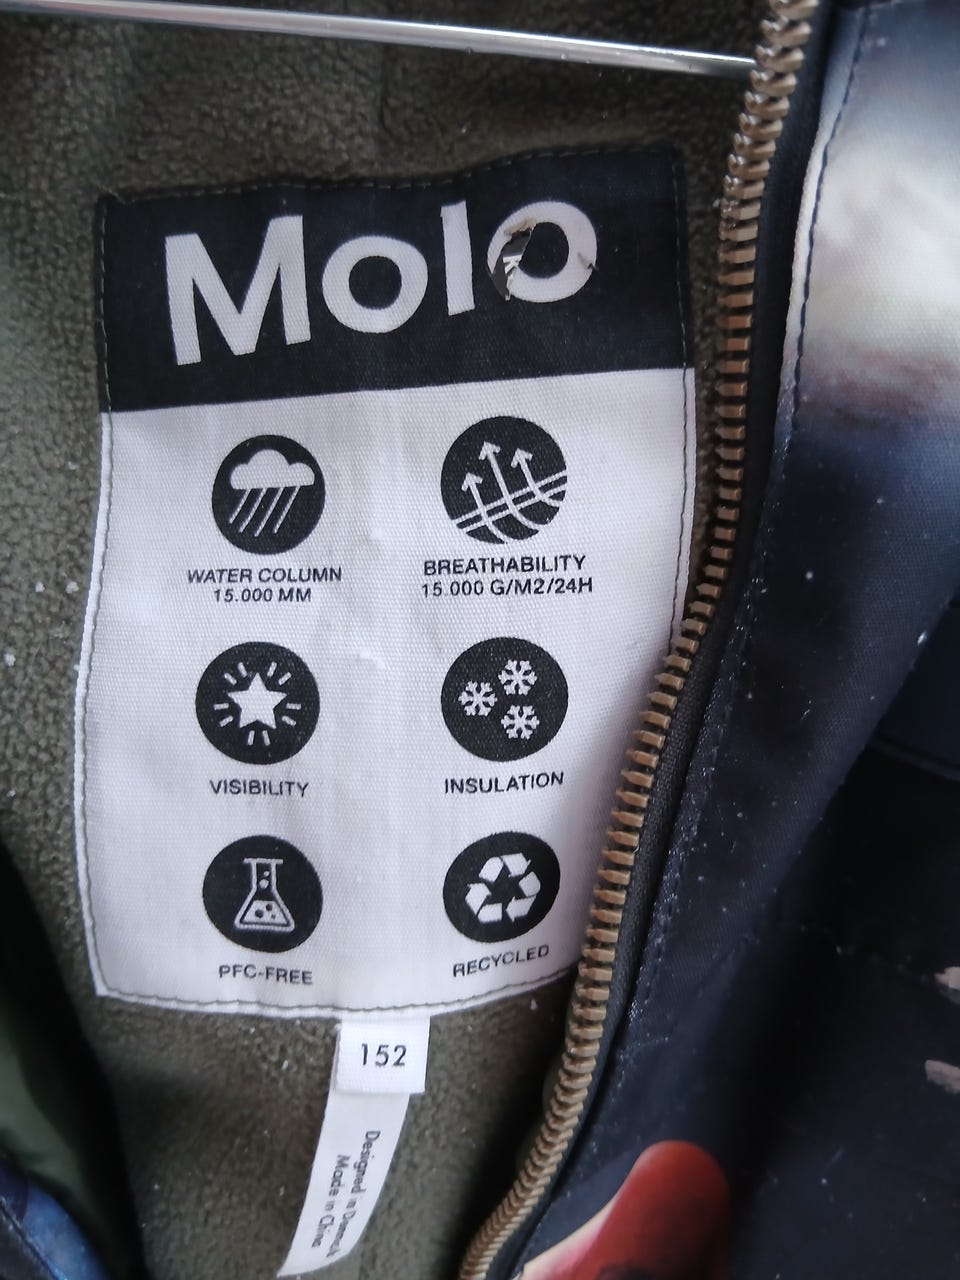 Molo
WATER COLUMN
15.000 MM
BREATHABILITY
15.000 G/M2/24H
VISIBILITY
INSULATION
PFC-FREE
RECYCLED
152
Designed in Denmark
Made in China